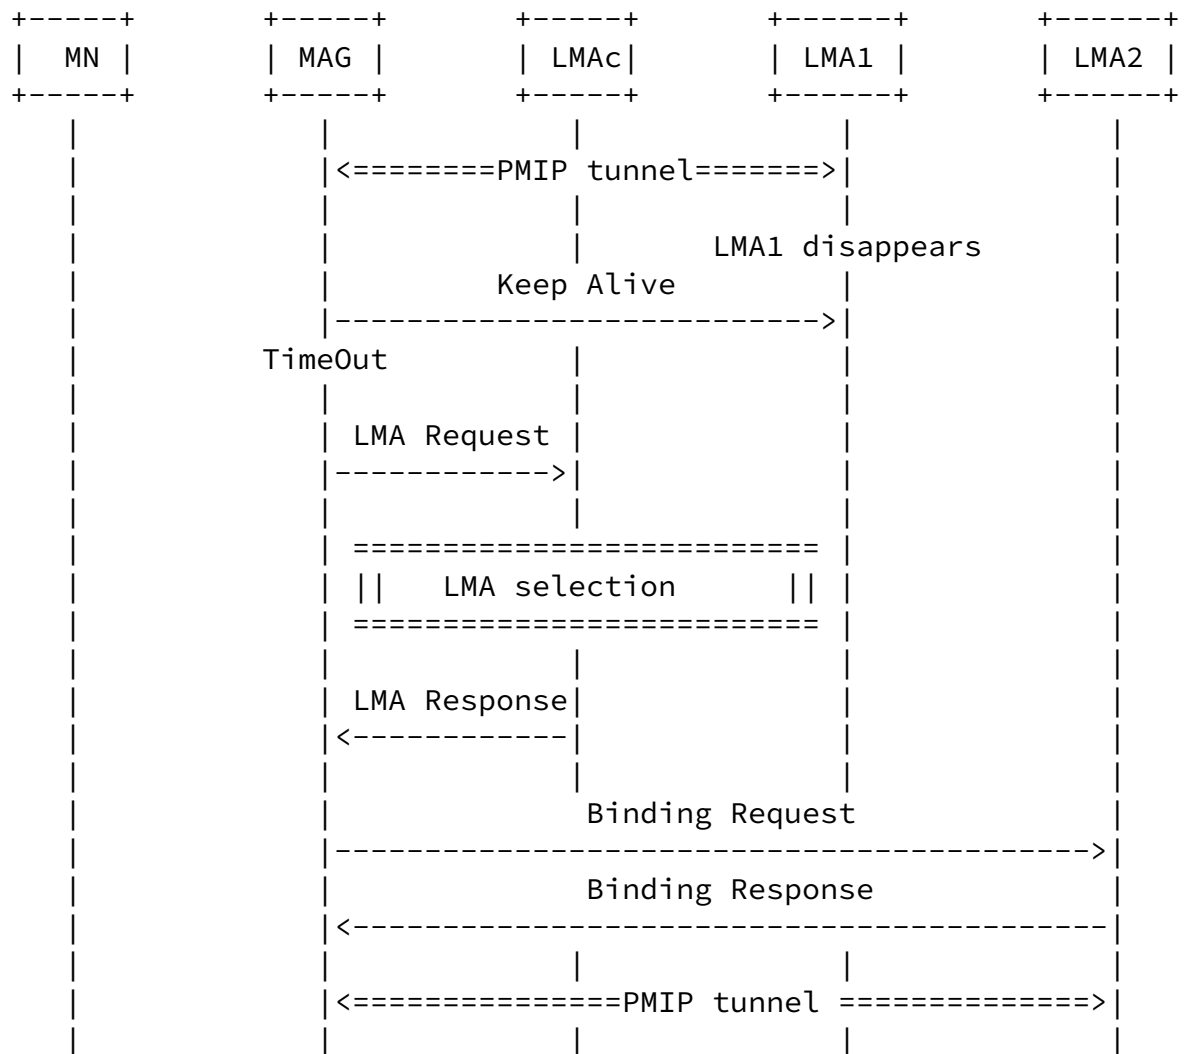 MN MAG LMAc LMA1 LMA2
PMIP tunnel
LMA1 disappears
Keep Alive
TimeOut
LMA Request
LMA selection
LMA Response
Binding Request
Binding Response
PMIP tunnel